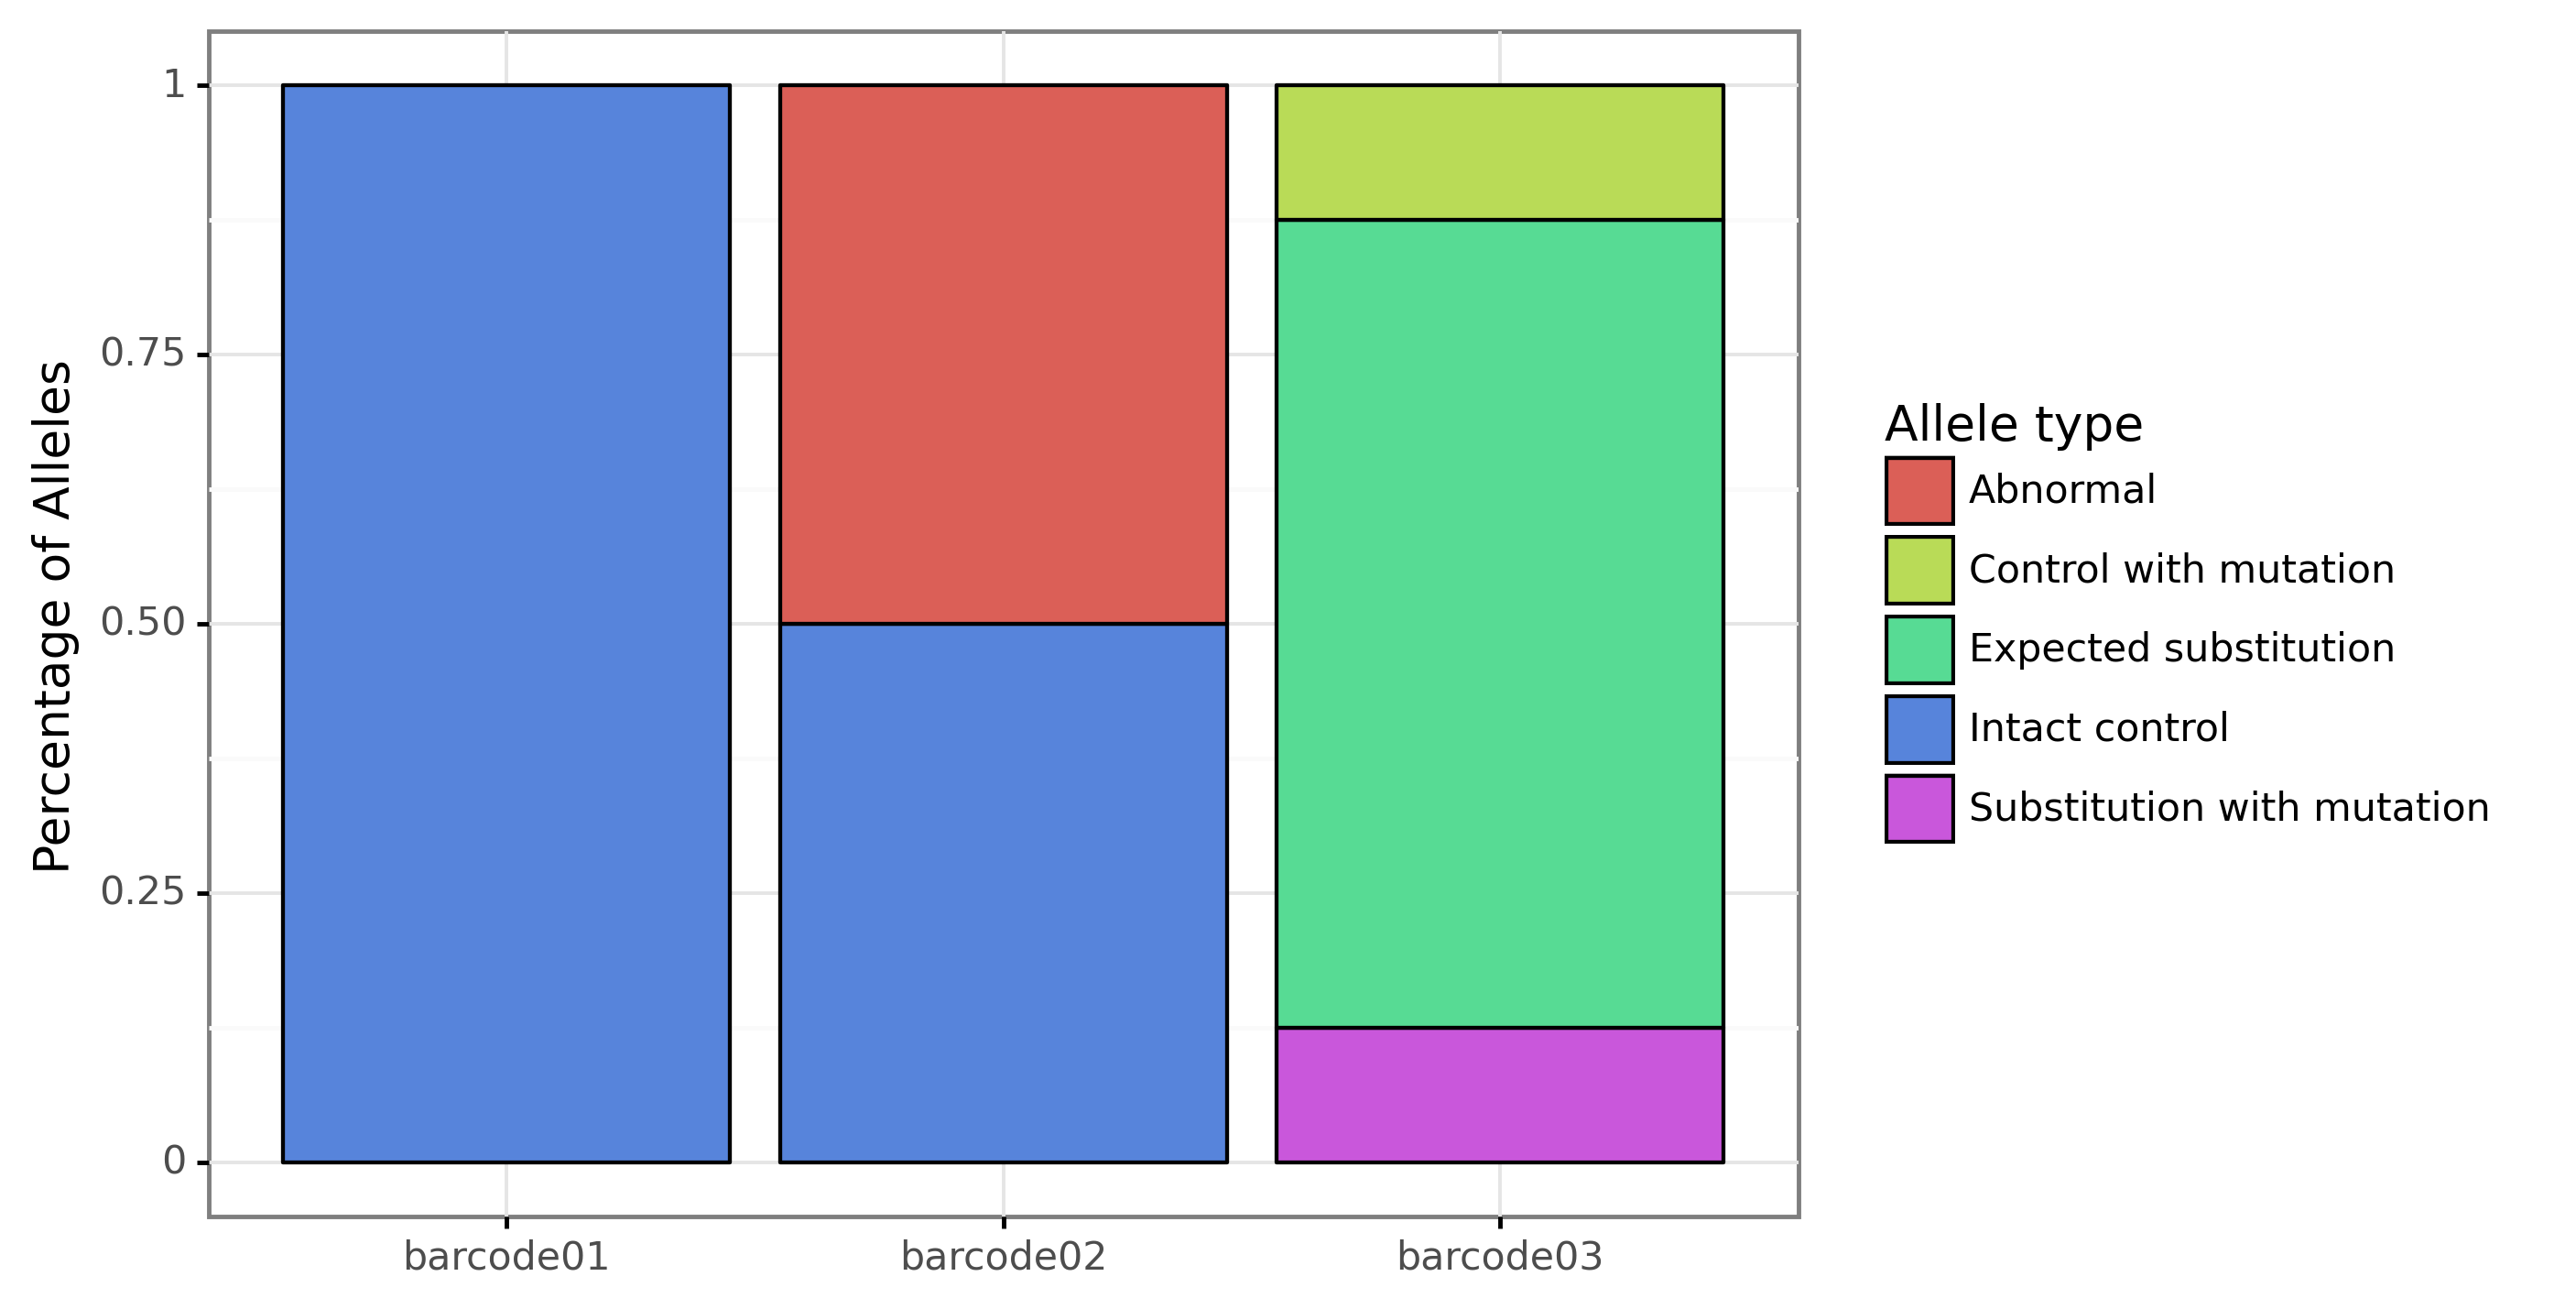 Percentage of Alleles
1
0.75
0.50
0.25
0
barcode01
barcode02
barcode03
Allele type
Abnormal
Control with mutation
Expected substitution
Intact control
Substitution with mutation